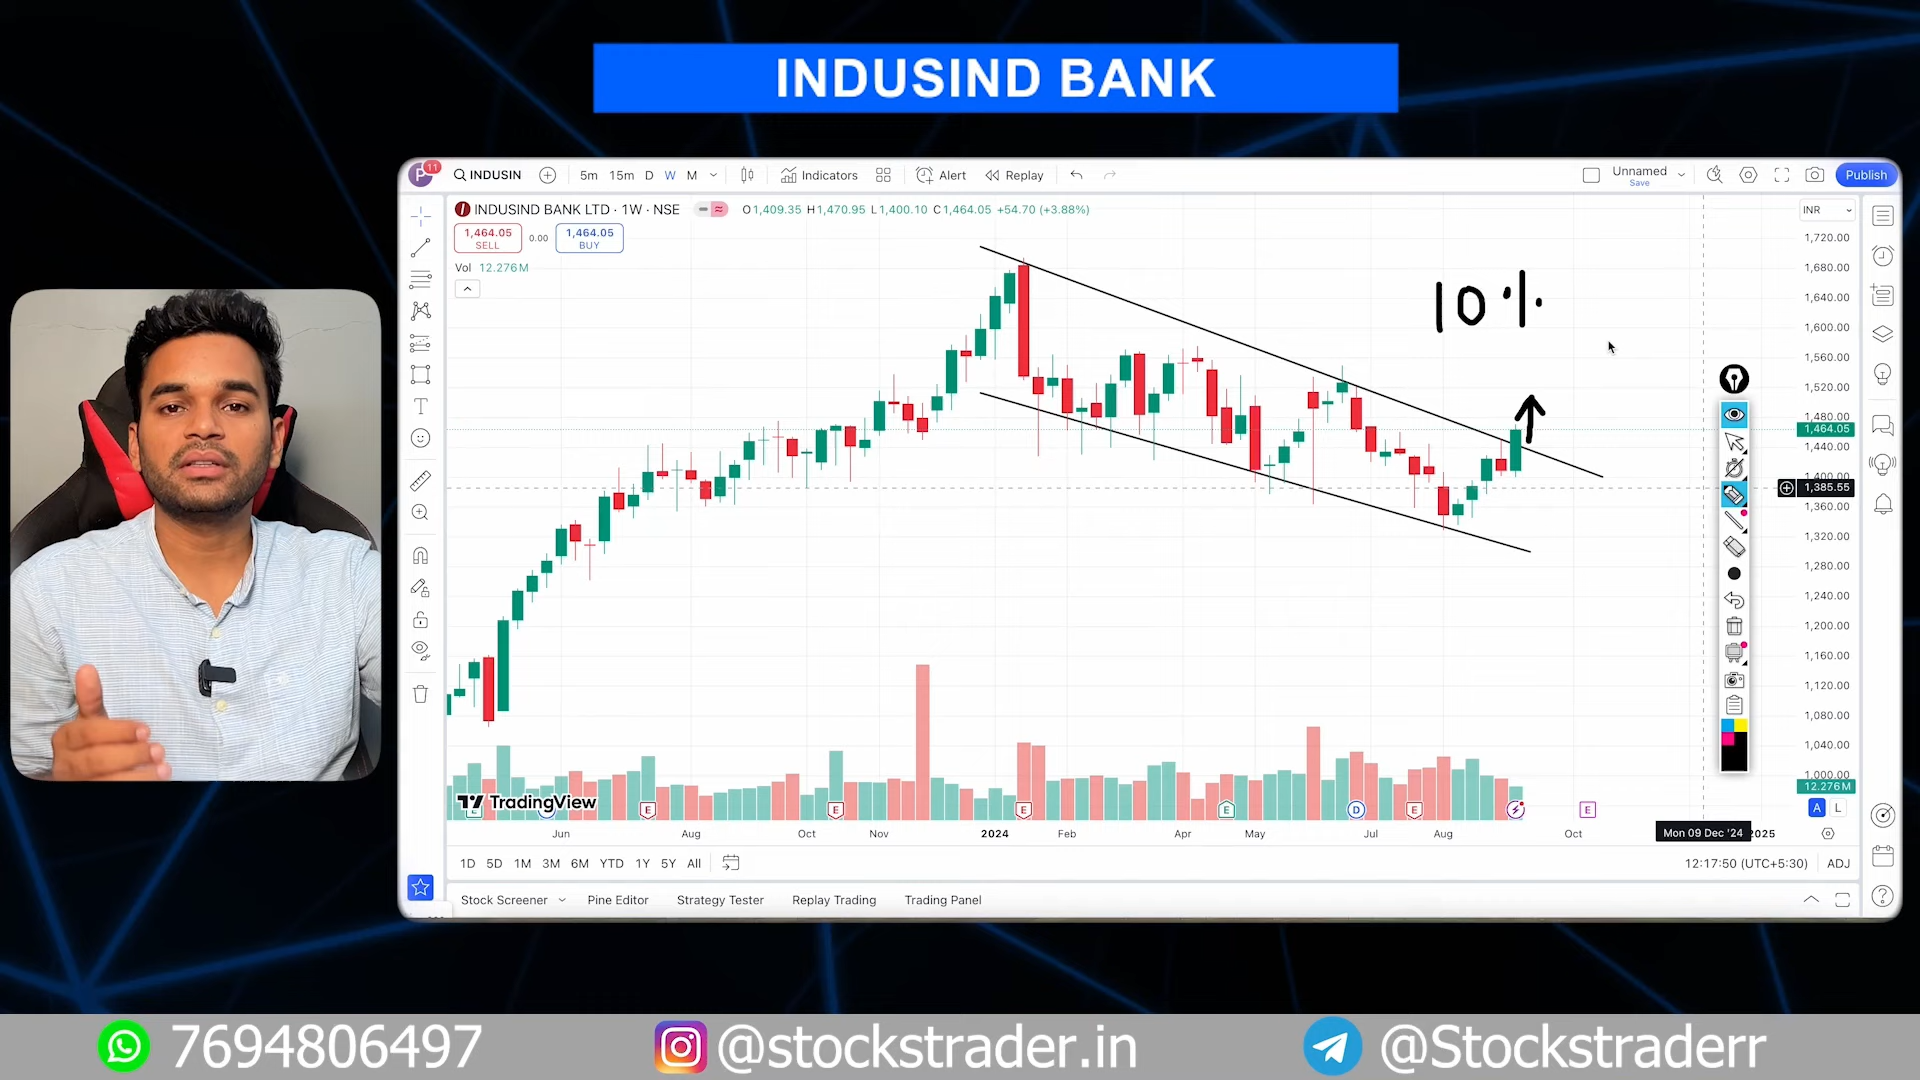 INDUSIND BANK
P 11 INDUSIN 5m 15m D W M Indicators Alert Replay Unnamed Save Publish
INDUSIND BANK LTD · 1W · NSE O1,409.35 H1,470.95 L1,400.10 C1,464.05 +54.70 (+3.88%) INR
1,464.05 SELL 0.00 1,464.05 BUY
Vol 12.276M
10%
1,720.00
1,680.00
1,640.00
1,600.00
1,560.00
1,520.00
1,480.00
1,464.05
1,440.00
1,400.00
1,385.55
1,360.00
1,320.00
1,280.00
1,240.00
1,200.00
1,160.00
1,120.00
1,080.00
1,040.00
1,000.00
12.276M
TradingView
E E E E E D E E
A L
Jun Aug Oct Nov 2024 Feb Apr May Jul Aug Oct Mon 09 Dec '24 2025
1D 5D 1M 3M 6M YTD 1Y 5Y All 12:17:50 (UTC+5:30) ADJ
Stock Screener Pine Editor Strategy Tester Replay Trading Trading Panel
7694806497 @stockstrader.in @Stockstraderr